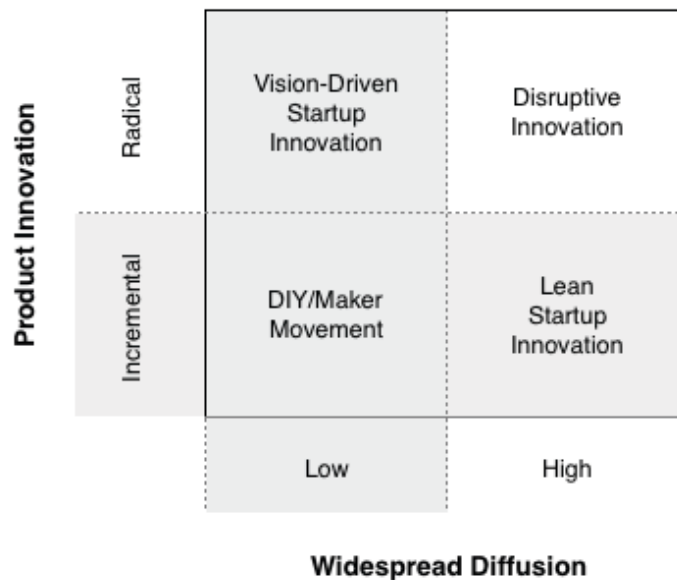 Product Innovation
Radical
Vision-Driven
Startup
Innovation
Disruptive
Innovation
Incremental
DIY/Maker
Movement
Lean
Startup
Innovation
Low
High
Widespread Diffusion